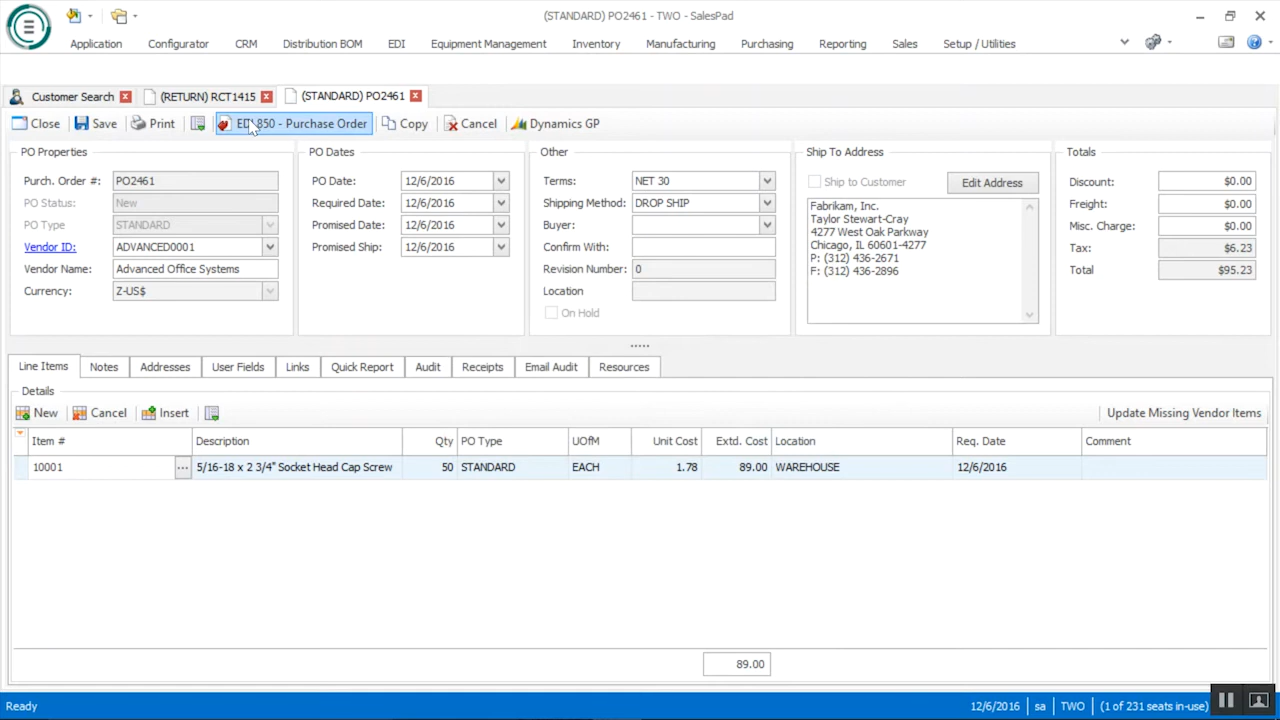 (STANDARD) PO2461 - TWO - SalesPad
Application Configurator CRM Distribution BOM EDI Equipment Management Inventory Manufacturing Purchasing Reporting Sales Setup / Utilities
Customer Search (RETURN) RCT1415 (STANDARD) PO2461
Close Save Print EDI 850 - Purchase Order Copy Cancel Dynamics GP
PO Properties PO Dates Other Ship To Address Totals
Purch. Order #: PO2461 PO Date: 12/6/2016 Terms: NET 30 Ship to Customer Edit Address Discount: $0.00
PO Status: New Required Date: 12/6/2016 Shipping Method: DROP SHIP Fabrikam, Inc. Freight: $0.00
Taylor Stewart-Cray
PO Type STANDARD Promised Date: 12/6/2016 Buyer: 4277 West Oak Parkway Misc. Charge: $0.00
Vendor ID: ADVANCED0001 Promised Ship: 12/6/2016 Confirm With: Chicago, IL 60601-4277 Tax: $6.23
P: (312) 436-2671
Vendor Name: Advanced Office Systems Revision Number: 0 F: (312) 436-2896 Total $95.23
Currency: Z-US$ Location
On Hold
Line Items Notes Addresses User Fields Links Quick Report Audit Receipts Email Audit Resources
Details
New Cancel Insert Update Missing Vendor Items
Item # Description Qty PO Type UOfM Unit Cost Extd. Cost Location Req. Date Comment
10001 ... 5/16-18 x 2 3/4" Socket Head Cap Screw 50 STANDARD EACH 1.78 89.00 WAREHOUSE 12/6/2016
89.00
Ready 12/6/2016 sa TWO (1 of 231 seats in-use)